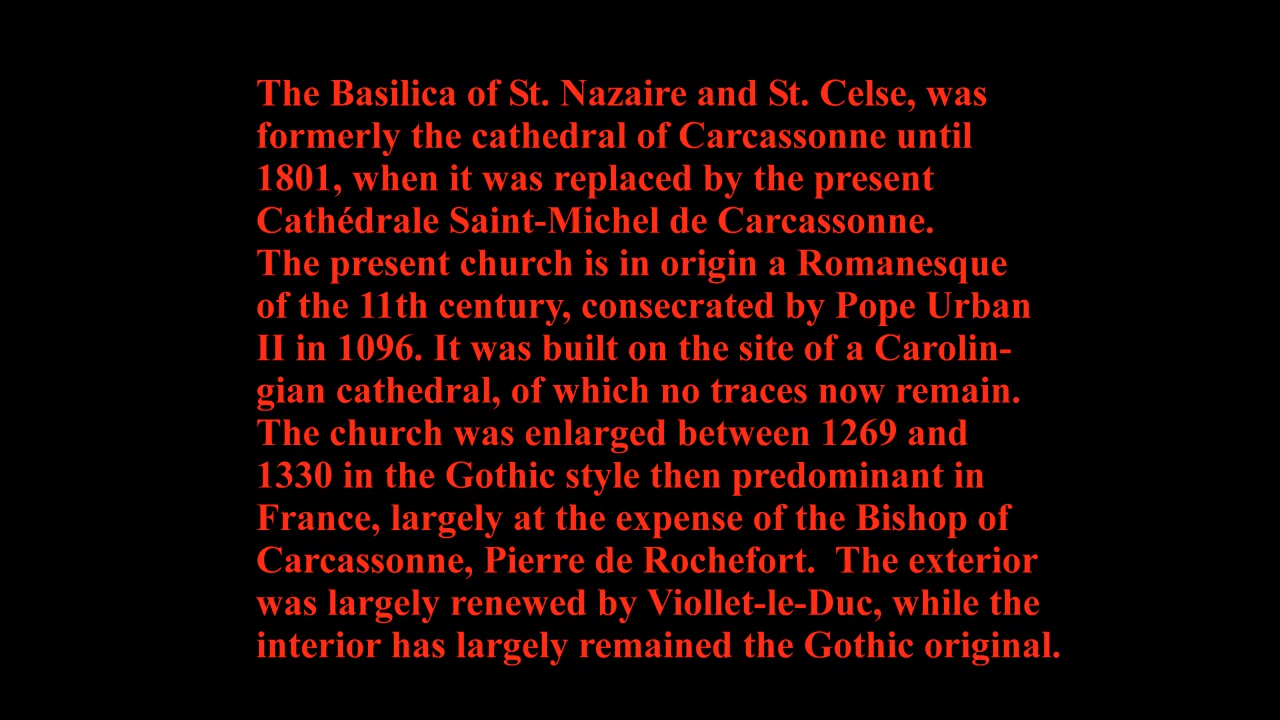 The Basilica of St. Nazaire and St. Celse, was
formerly the cathedral of Carcassonne until
1801, when it was replaced by the present
Cathédrale Saint-Michel de Carcassonne.
The present church is in origin a Romanesque
of the 11th century, consecrated by Pope Urban
II in 1096. It was built on the site of a Carolin-
gian cathedral, of which no traces now remain.
The church was enlarged between 1269 and
1330 in the Gothic style then predominant in
France, largely at the expense of the Bishop of
Carcassonne, Pierre de Rochefort.  The exterior
was largely renewed by Viollet-le-Duc, while the
interior has largely remained the Gothic original.